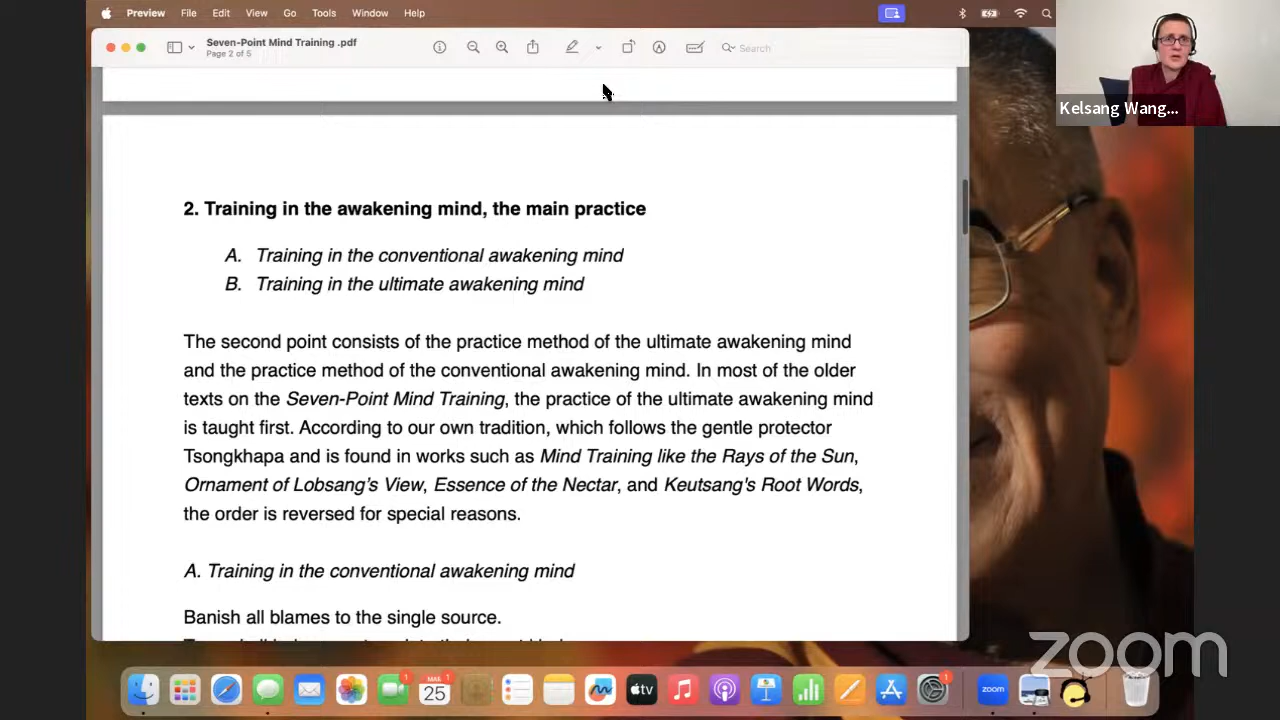 Preview File Edit View Go Tools Window Help
Seven-Point Mind Training .pdf
Page 2 of 5
Search
Kelsang Wang...
2. Training in the awakening mind, the main practice
A. Training in the conventional awakening mind
B. Training in the ultimate awakening mind
The second point consists of the practice method of the ultimate awakening mind
and the practice method of the conventional awakening mind. In most of the older
texts on the Seven-Point Mind Training, the practice of the ultimate awakening mind
is taught first. According to our own tradition, which follows the gentle protector
Tsongkhapa and is found in works such as Mind Training like the Rays of the Sun,
Ornament of Lobsang's View, Essence of the Nectar, and Keutsang's Root Words,
the order is reversed for special reasons.
A. Training in the conventional awakening mind
Banish all blames to the single source.
zoom
25
tv
zoom